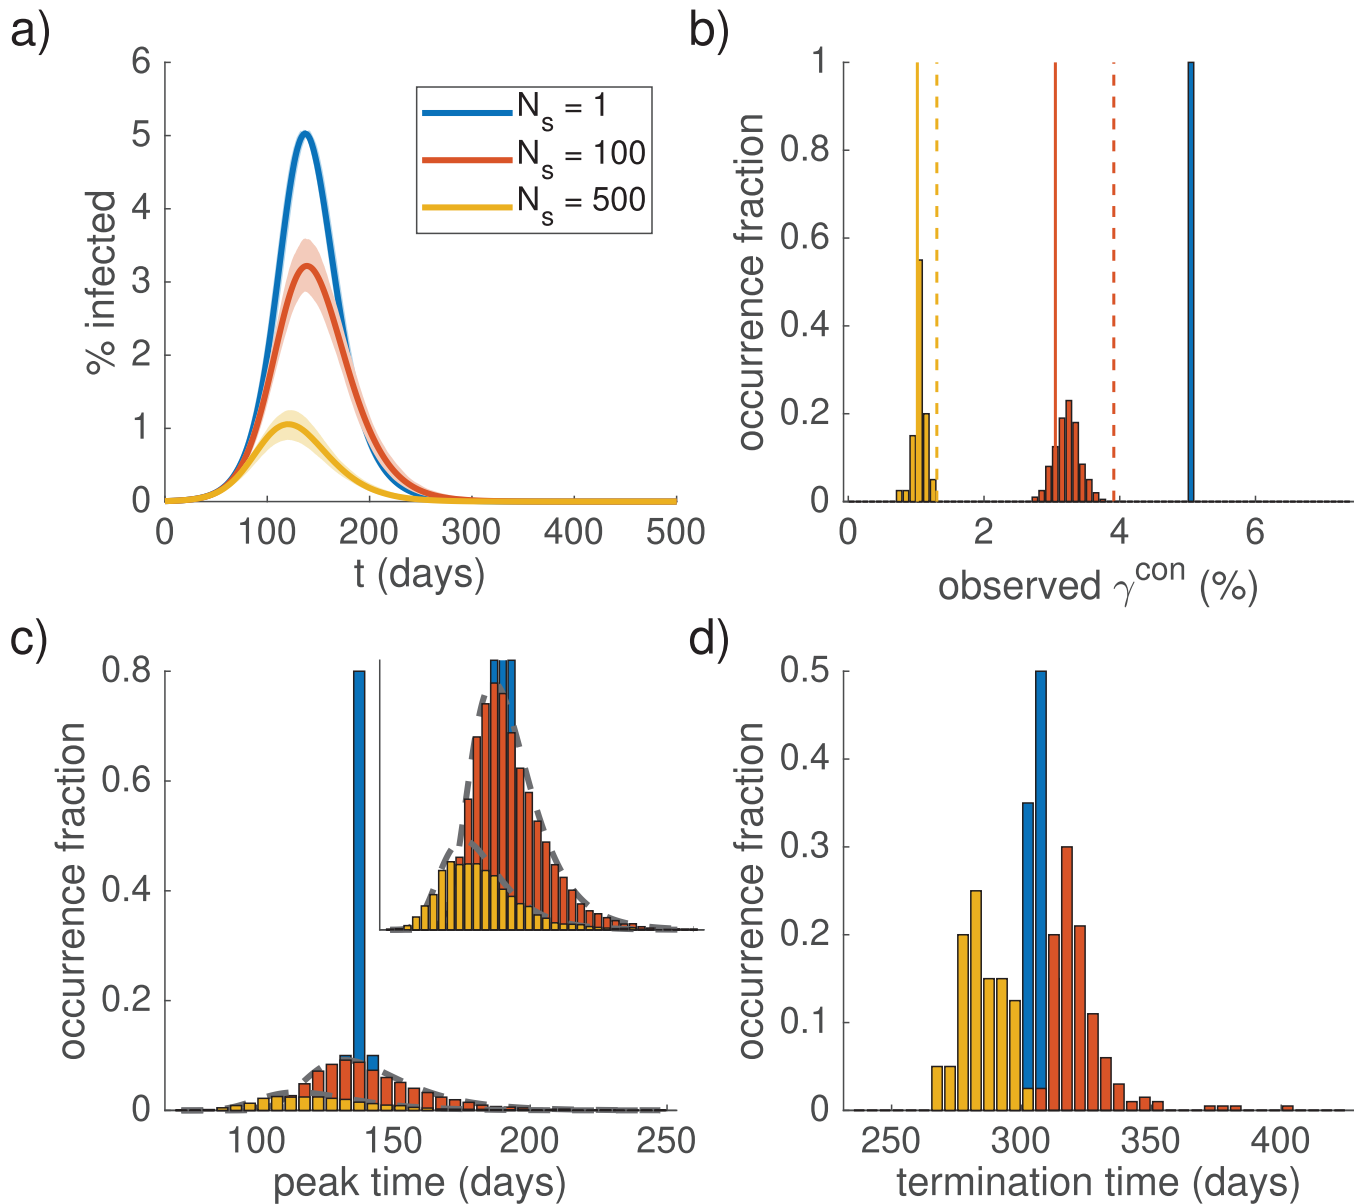 a)
6
5
4
3
2
1
0
% infected
0 100 200 300 400 500
t (days)
N_s = 1
N_s = 100
N_s = 500
b)
1
0.8
0.6
0.4
0.2
0
occurrence fraction
0 2 4 6
observed γ^con (%)
c)
0.8
0.6
0.4
0.2
0
occurrence fraction
100 150 200 250
peak time (days)
d)
0.5
0.4
0.3
0.2
0.1
0
occurrence fraction
250 300 350 400
termination time (days)